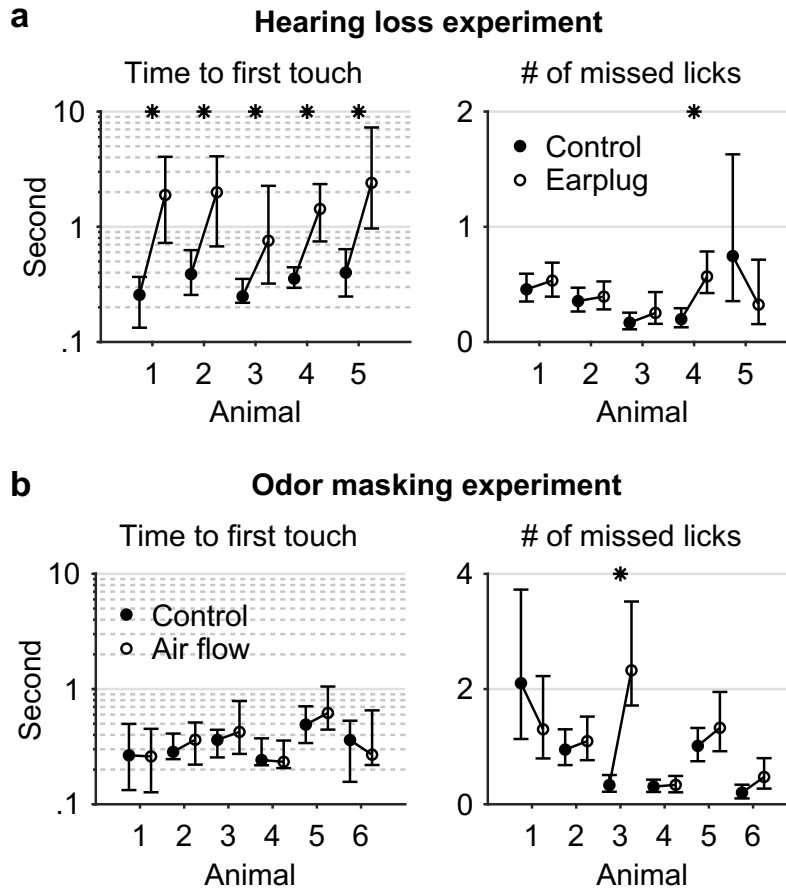 a
Hearing loss experiment
Time to first touch
# of missed licks
10
1
.1
Second
* * * * *
1 2 3 4 5
Animal
2
1
0
*
Control
Earplug
1 2 3 4 5
Animal
b
Odor masking experiment
Time to first touch
# of missed licks
10
1
.1
Second
Control
Air flow
1 2 3 4 5 6
Animal
4
2
0
*
1 2 3 4 5 6
Animal